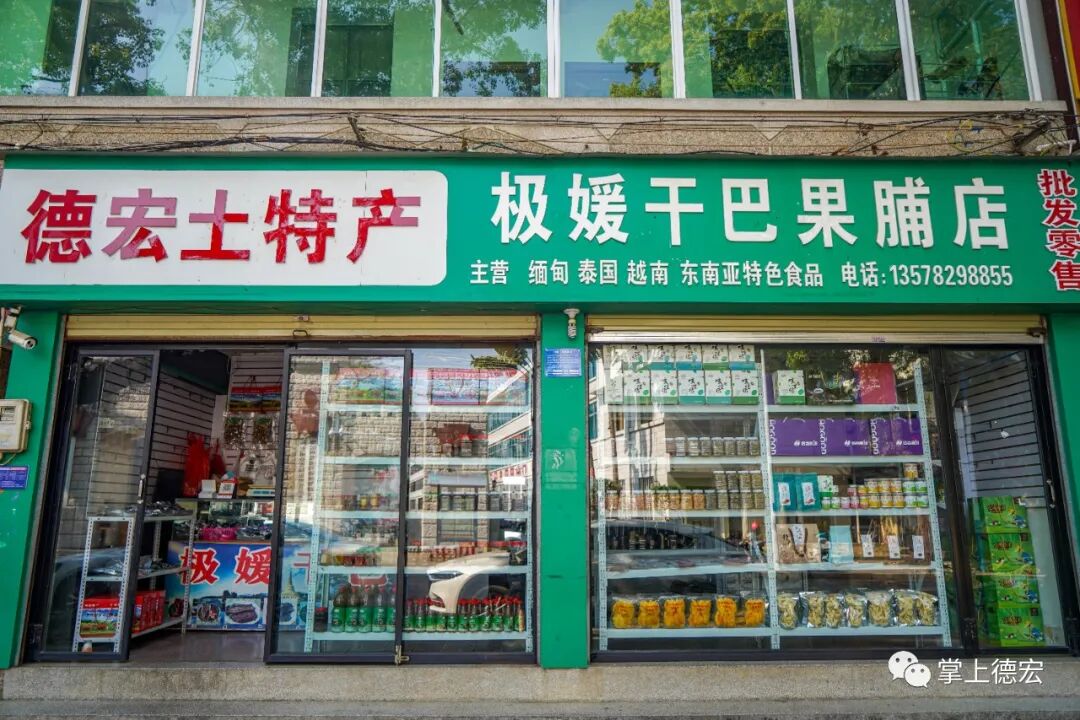 德宏土特产
极媛干巴果脯店
主营 缅甸 泰国 越南 东南亚特色食品 电话:13578298855
批发零售
极媛干
掌上德宏